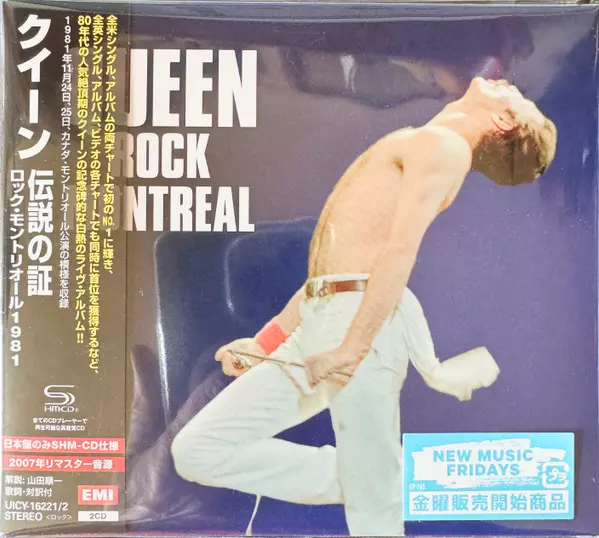 全米シングル、アルバムの両チャートで初のNo.1に輝き、
全英シングル、アルバム、ビデオの各チャートでも同時に首位を獲得するなど、
80年代の人気絶頂期のクイーンの記念碑的な白熱のライヴ・アルバム!!
1981年11月24日、25日、カナダ・モントリオール公演の模様を収録
クイーン 伝説の証
ロック・モントリオール1981
UEEN
ROCK
NTREAL
SHM-CD
全てのCDプレーヤーで
再生可能な高音質CD
日本盤のみSHM-CD仕様
2007年リマスター音源
解説: 山田順一
歌詞・対訳付
UICY-16221/2
STEREO <ロック>
EMI
2CD
NEW MUSIC
FRIDAYS
金曜販売開始商品